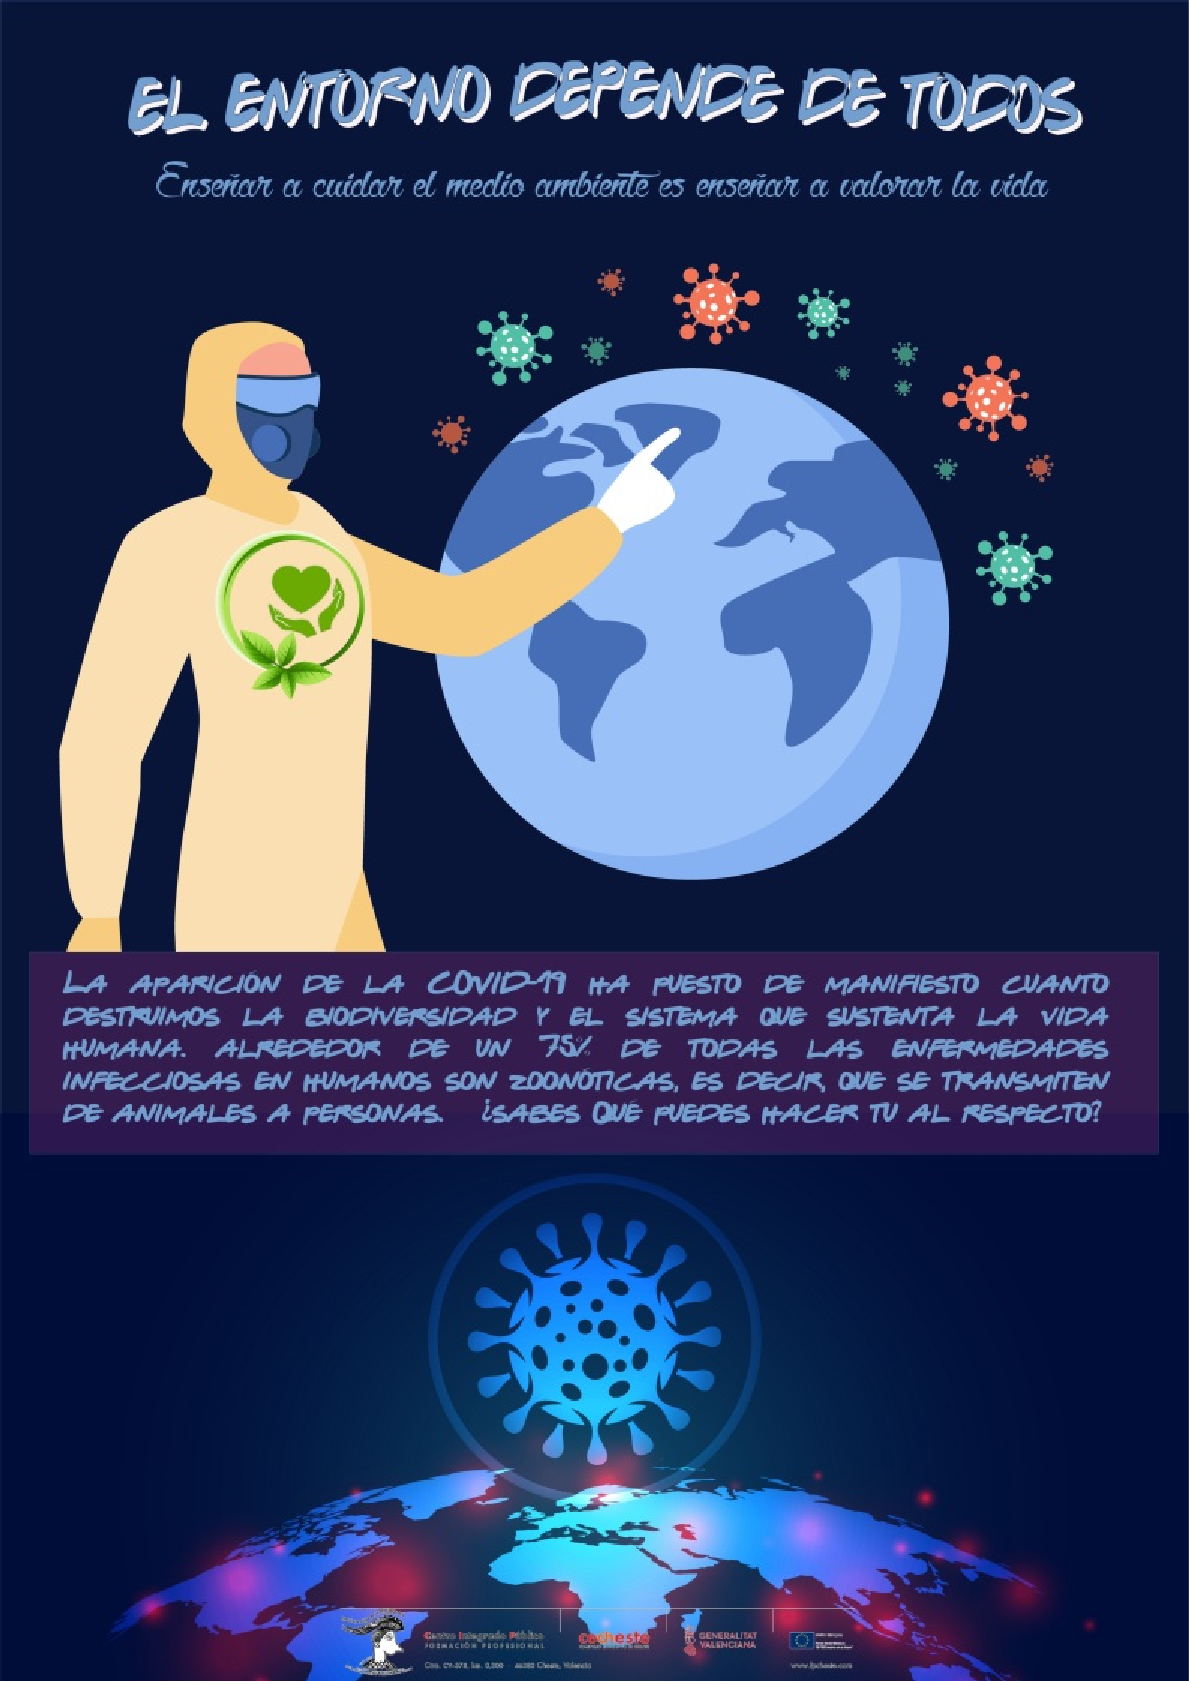 EL ENTORNO DEPENDE DE TODOS
Enseñar a cuidar el medio ambiente es enseñar a valorar la vida
LA APARICIÓN DE LA COVID-19 HA PUESTO DE MANIFIESTO CUANTO
DESTRUIMOS LA BIODIVERSIDAD Y EL SISTEMA QUE SUSTENTA LA VIDA
HUMANA. ALREDEDOR DE UN 75% DE TODAS LAS ENFERMEDADES
INFECCIOSAS EN HUMANOS SON ZOONÓTICAS, ES DECIR, QUE SE TRANSMITEN
DE ANIMALES A PERSONAS. ¿SABES QUÉ PUEDES HACER TU AL RESPECTO?
Centro Integrado Público
FORMACIÓN PROFESIONAL
Ctra. CV-378, km. 0,300 - 46380 Cheste, Valencia
cipcheste
GENERALITAT
VALENCIANA
www.fpcheste.com